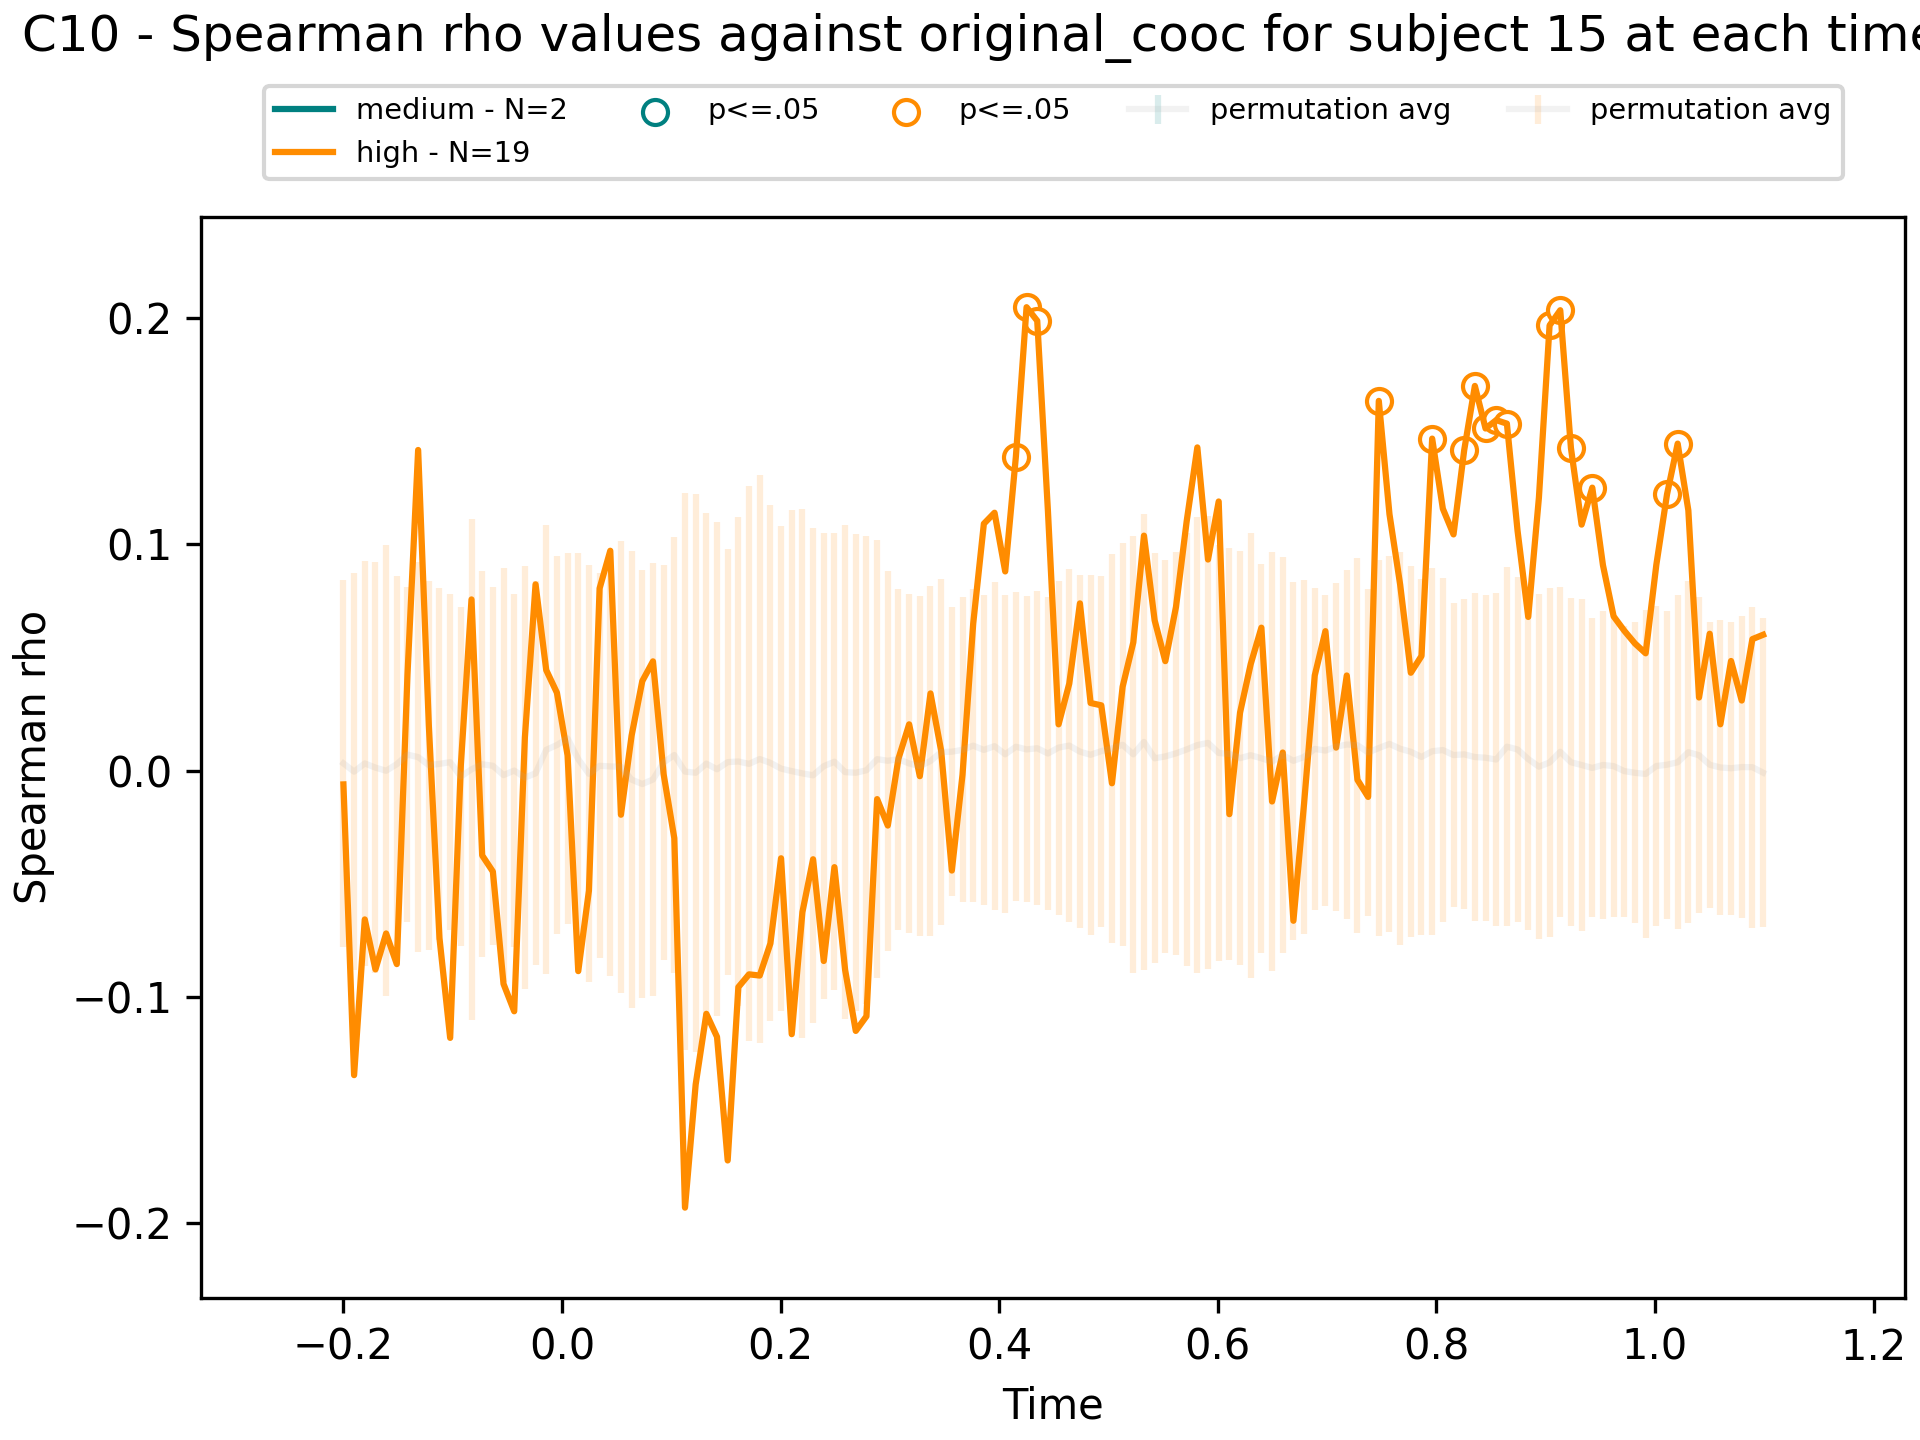 C10 - Spearman rho values against original_cooc for subject 15 at each time
medium - N=2
high - N=19
p<=.05
p<=.05
permutation avg
permutation avg
Spearman rho
0.2
0.1
0.0
−0.1
−0.2
−0.2 0.0 0.2 0.4 0.6 0.8 1.0 1.2
Time